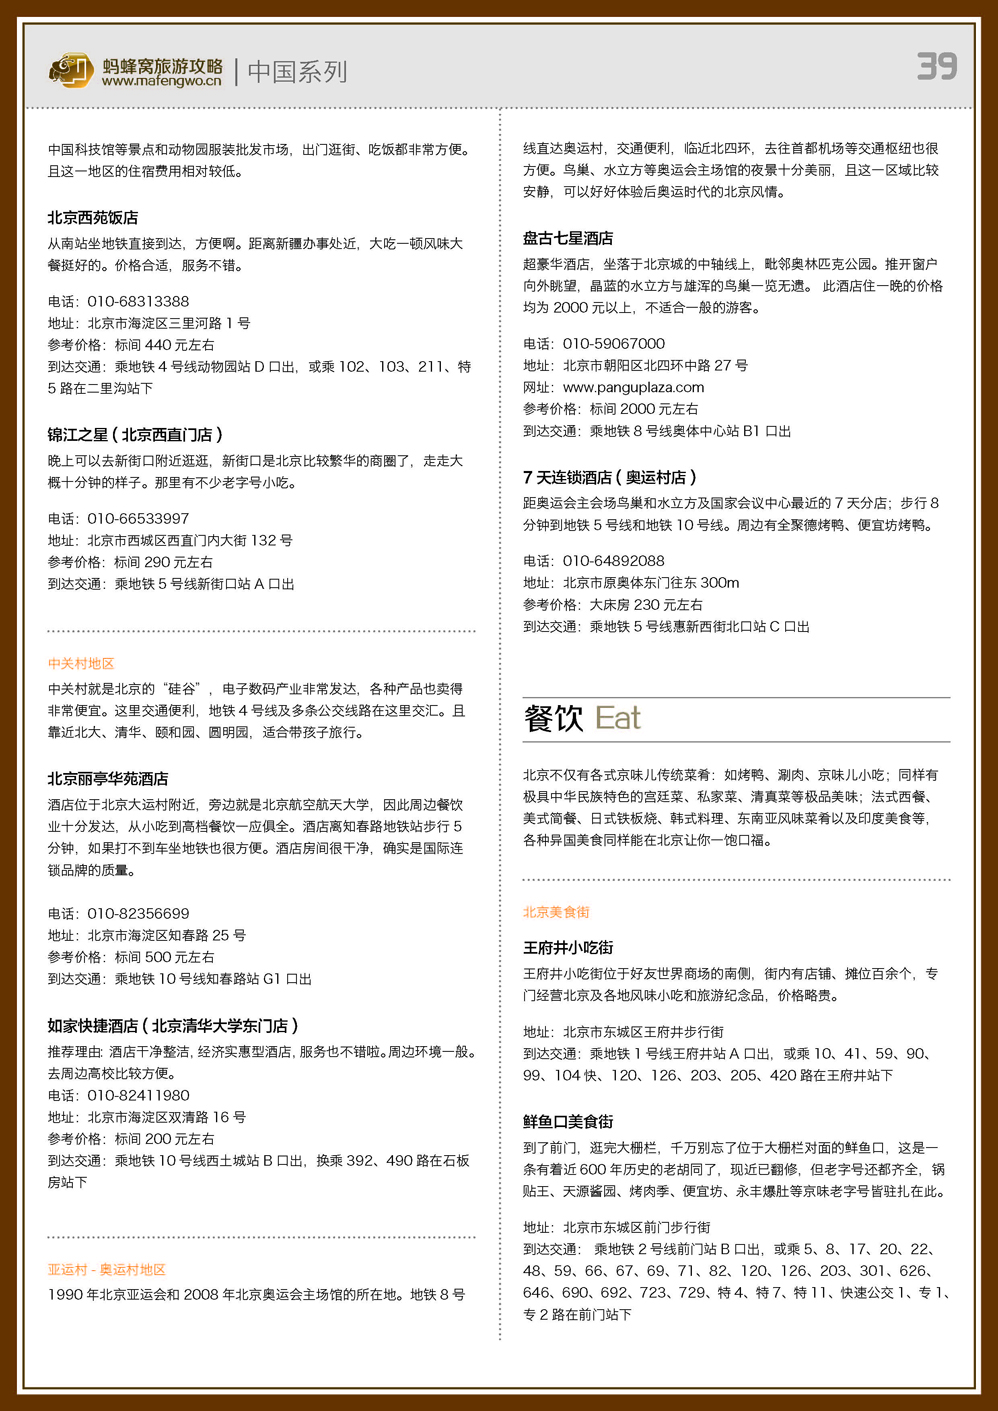 蚂蜂窝旅游攻略
www.mafengwo.cn
中国系列
39
中国科技馆等景点和动物园服装批发市场，出门逛街、吃饭都非常方便。
且这一地区的住宿费用相对较低。
北京西苑饭店
从南站坐地铁直接到达，方便啊。距离新疆办事处近，大吃一顿风味大
餐挺好的。价格合适，服务不错。
电话：010-68313388
地址：北京市海淀区三里河路 1 号
参考价格：标间 440 元左右
到达交通：乘地铁 4 号线动物园站 D 口出，或乘 102、103、211、特
5 路在二里沟站下
锦江之星（北京西直门店）
晚上可以去新街口附近逛逛，新街口是北京比较繁华的商圈了，走走大
概十分钟的样子。那里有不少老字号小吃。
电话：010-66533997
地址：北京市西城区西直门内大街 132 号
参考价格：标间 290 元左右
到达交通：乘地铁 5 号线新街口站 A 口出
中关村地区
中关村就是北京的“硅谷”，电子数码产业非常发达，各种产品也卖得
非常便宜。这里交通便利，地铁 4 号线及多条公交线路在这里交汇。且
靠近北大、清华、颐和园、圆明园，适合带孩子旅行。
北京丽亭华苑酒店
酒店位于北京大运村附近，旁边就是北京航空航天大学，因此周边餐饮
业十分发达，从小吃到高档餐饮一应俱全。酒店离知春路地铁站步行 5
分钟，如果打不到车坐地铁也很方便。酒店房间很干净，确实是国际连
锁品牌的质量。
电话：010-82356699
地址：北京市海淀区知春路 25 号
参考价格：标间 500 元左右
到达交通：乘地铁 10 号线知春路站 G1 口出
如家快捷酒店（北京清华大学东门店）
推荐理由：酒店干净整洁，经济实惠型酒店，服务也不错啦。周边环境一般。
去周边高校比较方便。
电话：010-82411980
地址：北京市海淀区双清路 16 号
参考价格：标间 200 元左右
到达交通：乘地铁 10 号线西土城站 B 口出，换乘 392、490 路在石板
房站下
亚运村 - 奥运村地区
1990 年北京亚运会和 2008 年北京奥运会主场馆的所在地。地铁 8 号
线直达奥运村，交通便利，临近北四环，去往首都机场等交通枢纽也很
方便。鸟巢、水立方等奥运会主场馆的夜景十分美丽，且这一区域比较
安静，可以好好体验后奥运时代的北京风情。
盘古七星酒店
超豪华酒店，坐落于北京城的中轴线上，毗邻奥林匹克公园。推开窗户
向外眺望，晶蓝的水立方与雄浑的鸟巢一览无遗。 此酒店住一晚的价格
均为 2000 元以上，不适合一般的游客。
电话：010-59067000
地址：北京市朝阳区北四环中路 27 号
网址：www.panguplaza.com
参考价格：标间 2000 元左右
到达交通：乘地铁 8 号线奥体中心站 B1 口出
7 天连锁酒店（奥运村店）
距奥运会主会场鸟巢和水立方及国家会议中心最近的 7 天分店；步行 8
分钟到地铁 5 号线和地铁 10 号线。周边有全聚德烤鸭、便宜坊烤鸭。
电话：010-64892088
地址：北京市原奥体东门往东 300m
参考价格：大床房 230 元左右
到达交通：乘地铁 5 号线惠新西街北口站 C 口出
餐饮 Eat
北京不仅有各式京味儿传统菜肴：如烤鸭、涮肉、京味儿小吃；同样有
极具中华民族特色的宫廷菜、私家菜、清真菜等极品美味；法式西餐、
美式简餐、日式铁板烧、韩式料理、东南亚风味菜肴以及印度美食等，
各种异国美食同样能在北京让你一饱口福。
北京美食街
王府井小吃街
王府井小吃街位于好友世界商场的南侧，街内有店铺、摊位百余个，专
门经营北京及各地风味小吃和旅游纪念品，价格略贵。
地址：北京市东城区王府井步行街
到达交通：乘地铁 1 号线王府井站 A 口出，或乘 10、41、59、90、
99、104 快、120、126、203、205、420 路在王府井站下
鲜鱼口美食街
到了前门，逛完大栅栏，千万别忘了位于大栅栏对面的鲜鱼口，这是一
条有着近 600 年历史的老胡同了，现近已翻修，但老字号还都齐全，锅
贴王、天源酱园、烤肉季、便宜坊、永丰爆肚等京味老字号皆驻扎在此。
地址：北京市东城区前门步行街
到达交通： 乘地铁 2 号线前门站 B 口出，或乘 5、8、17、20、22、
48、59、66、67、69、71、82、120、126、203、301、626、
646、690、692、723、729、特 4、特 7、特 11、快速公交 1、专 1、
专 2 路在前门站下